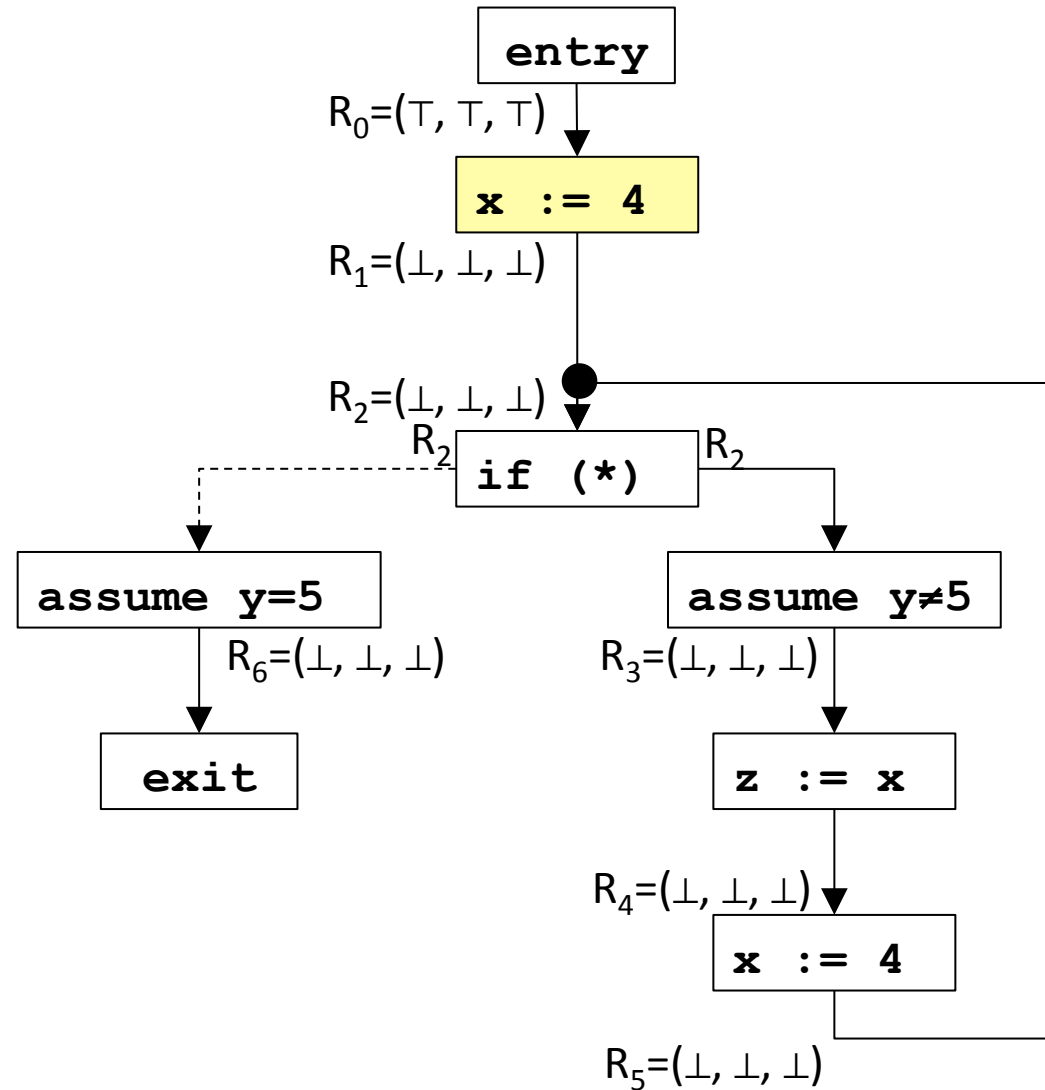 entry
R₀=(⊤, ⊤, ⊤)
x := 4
R₁=(⊥, ⊥, ⊥)
R₂=(⊥, ⊥, ⊥)
R₂
if (*)
R₂
assume y=5
assume y≠5
R₆=(⊥, ⊥, ⊥)
R₃=(⊥, ⊥, ⊥)
exit
z := x
R₄=(⊥, ⊥, ⊥)
x := 4
R₅=(⊥, ⊥, ⊥)